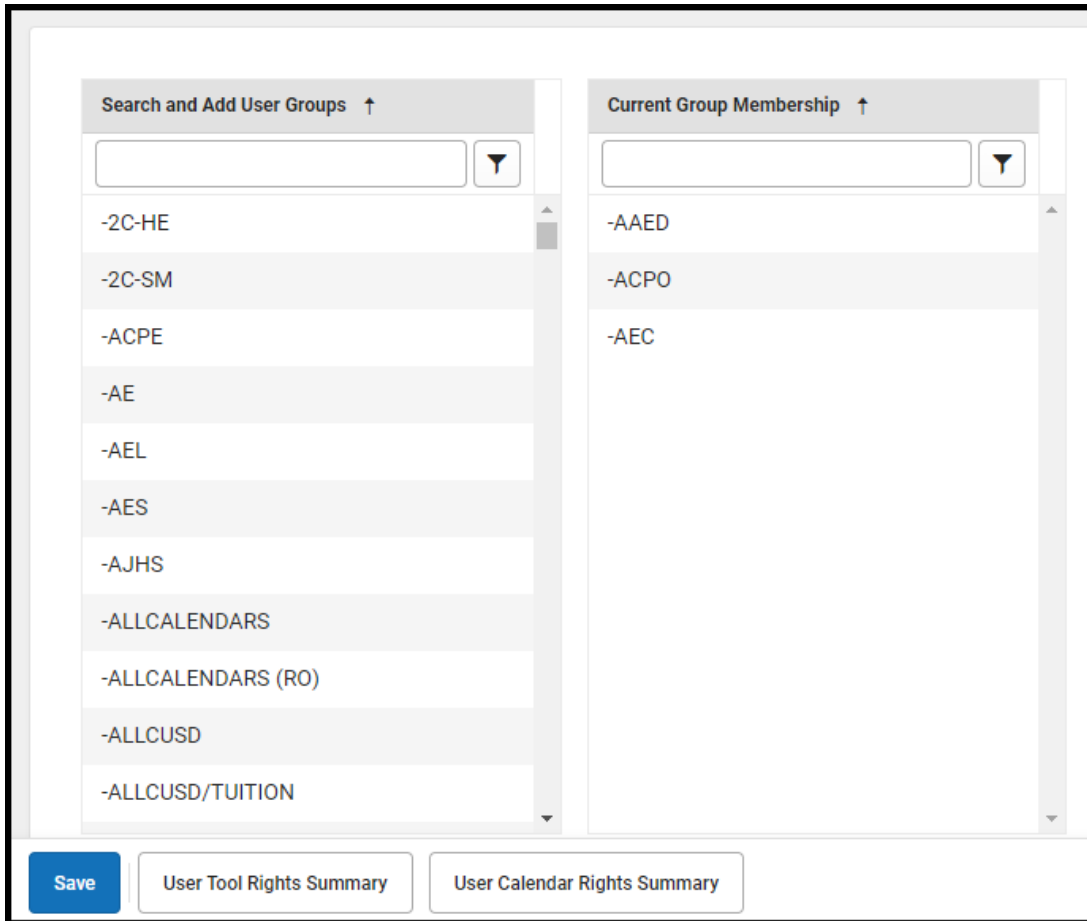 Search and Add User Groups ↑
-2C-HE
-2C-SM
-ACPE
-AE
-AEL
-AES
-AJHS
-ALLCALENDARS
-ALLCALENDARS (RO)
-ALLCUSD
-ALLCUSD/TUITION
Current Group Membership ↑
-AAED
-ACPO
-AEC
Save
User Tool Rights Summary
User Calendar Rights Summary